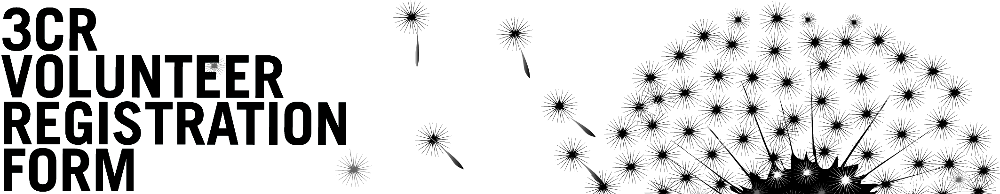 3CR
VOLUNTEER
REGISTRATION
FORM